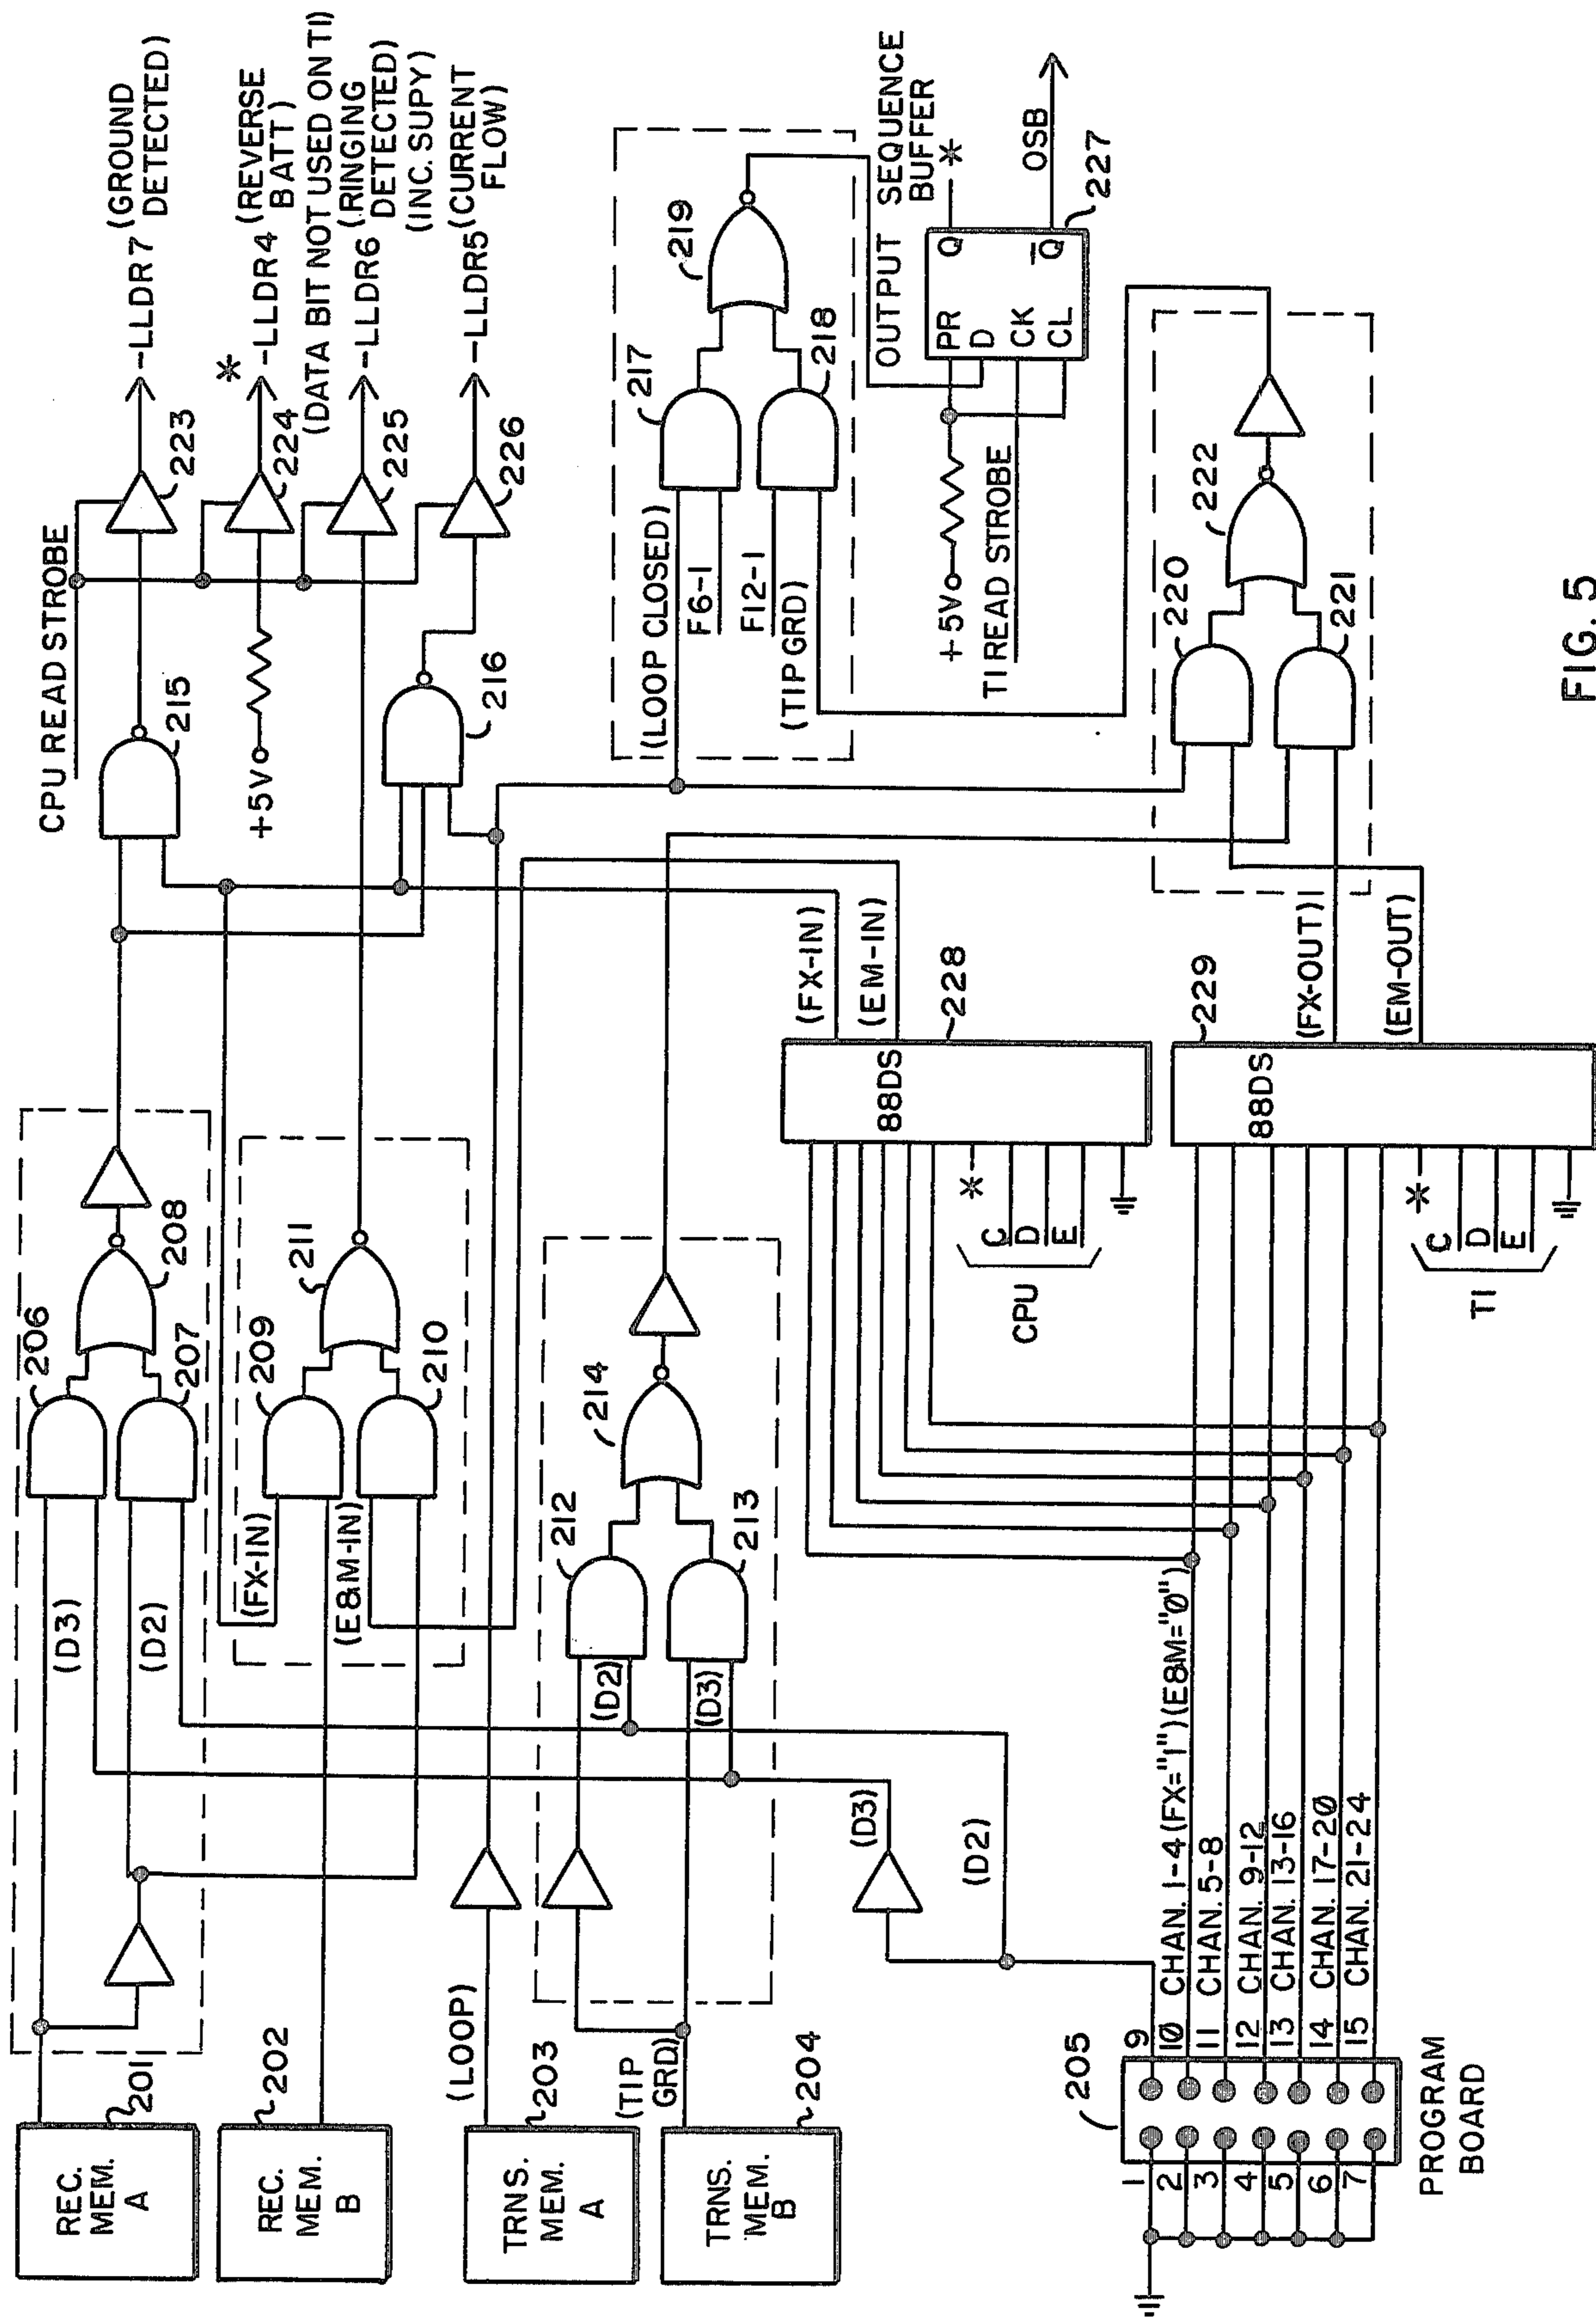 CPU READ STROBE
215
223
-LLDR7 (GROUND
DETECTED)
*
+5V
224
-LLDR4 (REVERSE
BATT)
(DATA BIT NOT USED ON T1)
225
-LLDR6 (RINGING
DETECTED)
(INC. SUPY)
216
226
-LLDR5 (CURRENT
FLOW)
206
207
208
(D3)
(D2)
209
210
211
(FX-IN)
(E&M-IN)
212
213
214
(D2)
(D3)
REC.
MEM.
A
201
REC.
MEM.
B
202
TRNS.
MEM.
A
203
(LOOP)
TRNS.
MEM.
B
204
(TIP
GRD)
(LOOP CLOSED)
F6-1
F12-1
(TIP GRD)
217
218
219
OUTPUT SEQUENCE
BUFFER
*
PR
D
CK
CL
Q
Q̅
OSB
227
+5V
T1 READ STROBE
220
221
222
(FX-IN)
(EM-IN)
228
88DS
*
C
D
E
CPU
229
88DS
(FX-OUT)
(EM-OUT)
*
C
D
E
T1
(D3)
(D2)
205
1
2
3
4
5
6
7
9
10 CHAN. 1-4 (FX="1") (E&M="0")
11 CHAN. 5-8
12 CHAN. 9-12
13 CHAN. 13-16
14 CHAN. 17-20
15 CHAN. 21-24
PROGRAM
BOARD
FIG. 5